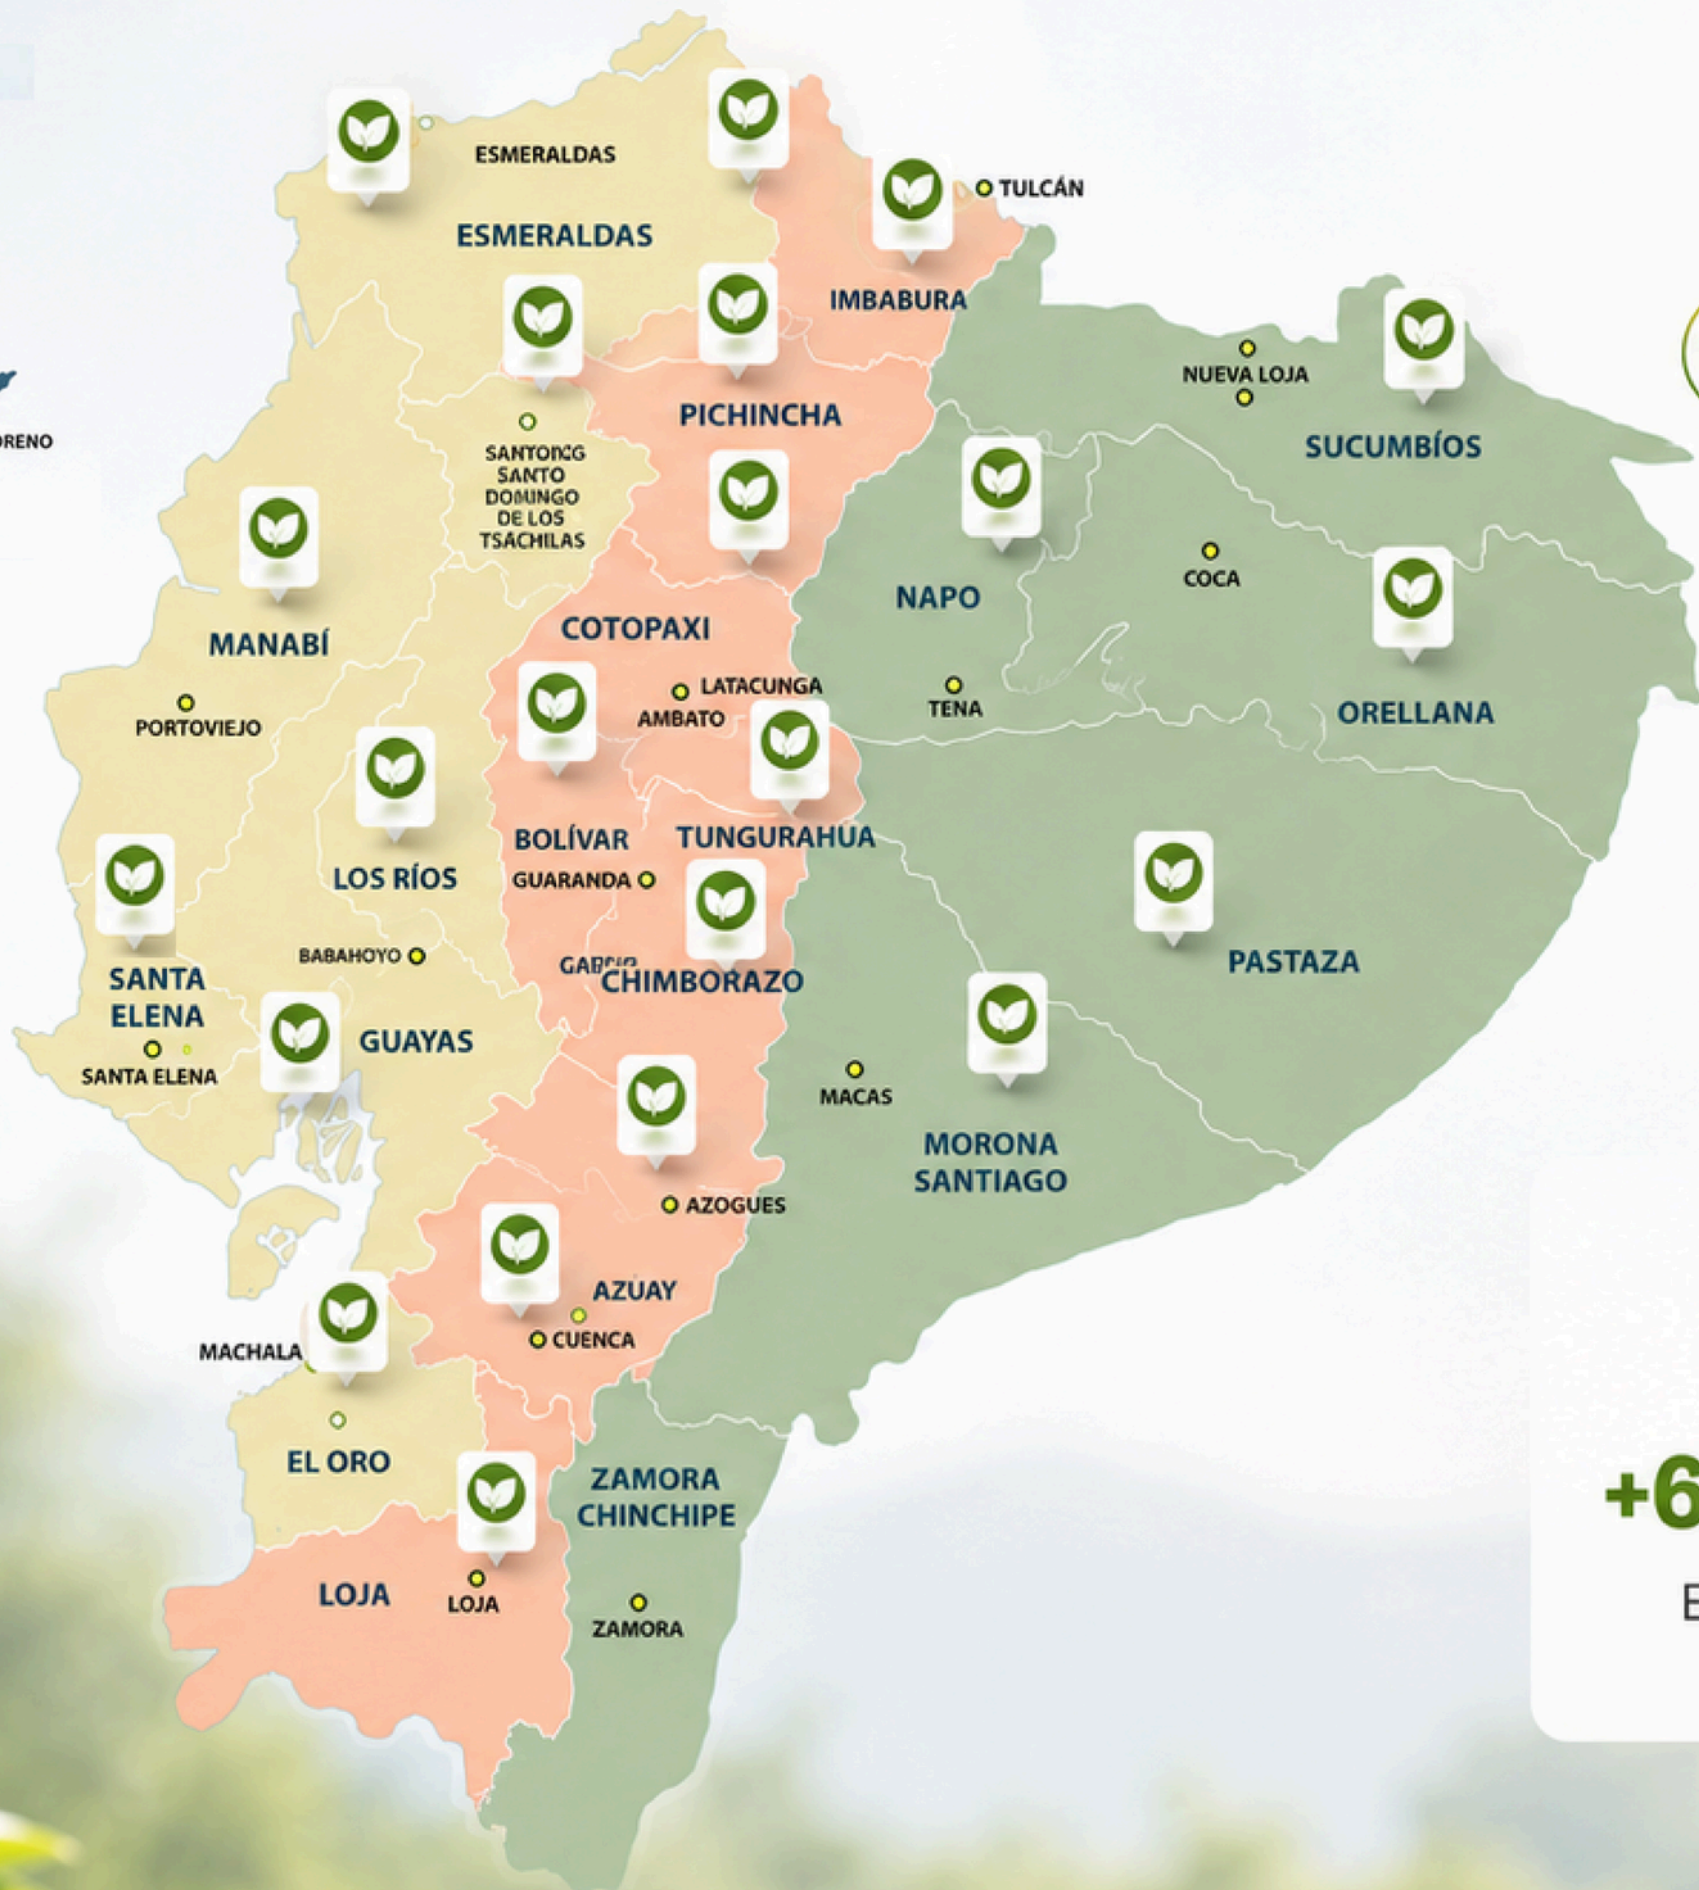 ESMERALDAS
TULCÁN
ESMERALDAS
IMBABURA
NUEVA LOJA
PICHINCHA
SUCUMBÍOS
RENO
SANTO
DOMINGO
DE LOS
TSÁCHILAS
COCA
NAPO
COTOPAXI
MANABÍ
LATACUNGA
TENA
AMBATO
ORELLANA
PORTOVIEJO
BOLÍVAR
TUNGURAHUA
LOS RÍOS
GUARANDA
BABAHOYO
PASTAZA
CHIMBORAZO
SANTA
ELENA
GUAYAS
SANTA ELENA
MACAS
MORONA
SANTIAGO
AZOGUES
AZUAY
CUENCA
MACHALA
EL ORO
ZAMORA
CHINCHIPE
+6
LOJA
LOJA
E
ZAMORA